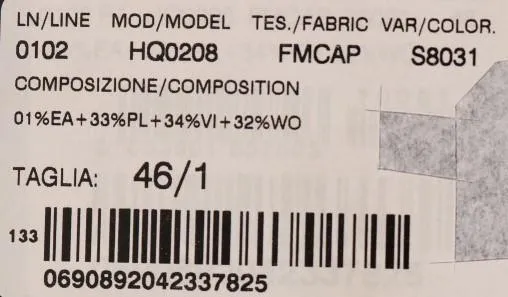 LN/LINE MOD/MODEL TES./FABRIC VAR/COLOR.
0102 HQ0208 FMCAP S8031
COMPOSIZIONE/COMPOSITION
01%EA+33%PL+34%VI+32%WO
TAGLIA: 46/1
133
0690892042337825